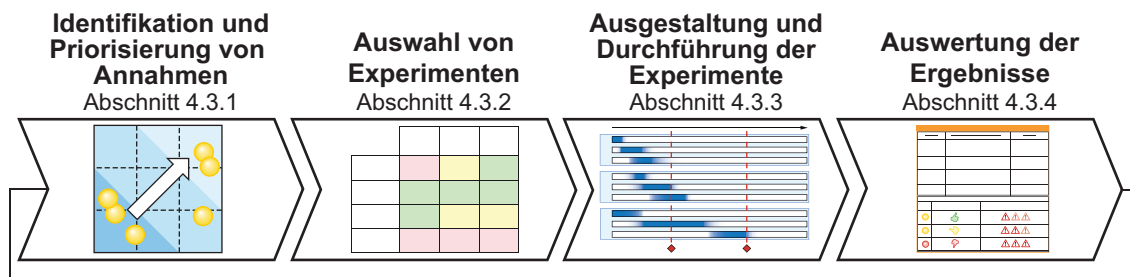 Identifikation und
Priorisierung von
Annahmen
Abschnitt 4.3.1
Auswahl von
Experimenten
Abschnitt 4.3.2
Ausgestaltung und
Durchführung der
Experimente
Abschnitt 4.3.3
Auswertung der
Ergebnisse
Abschnitt 4.3.4